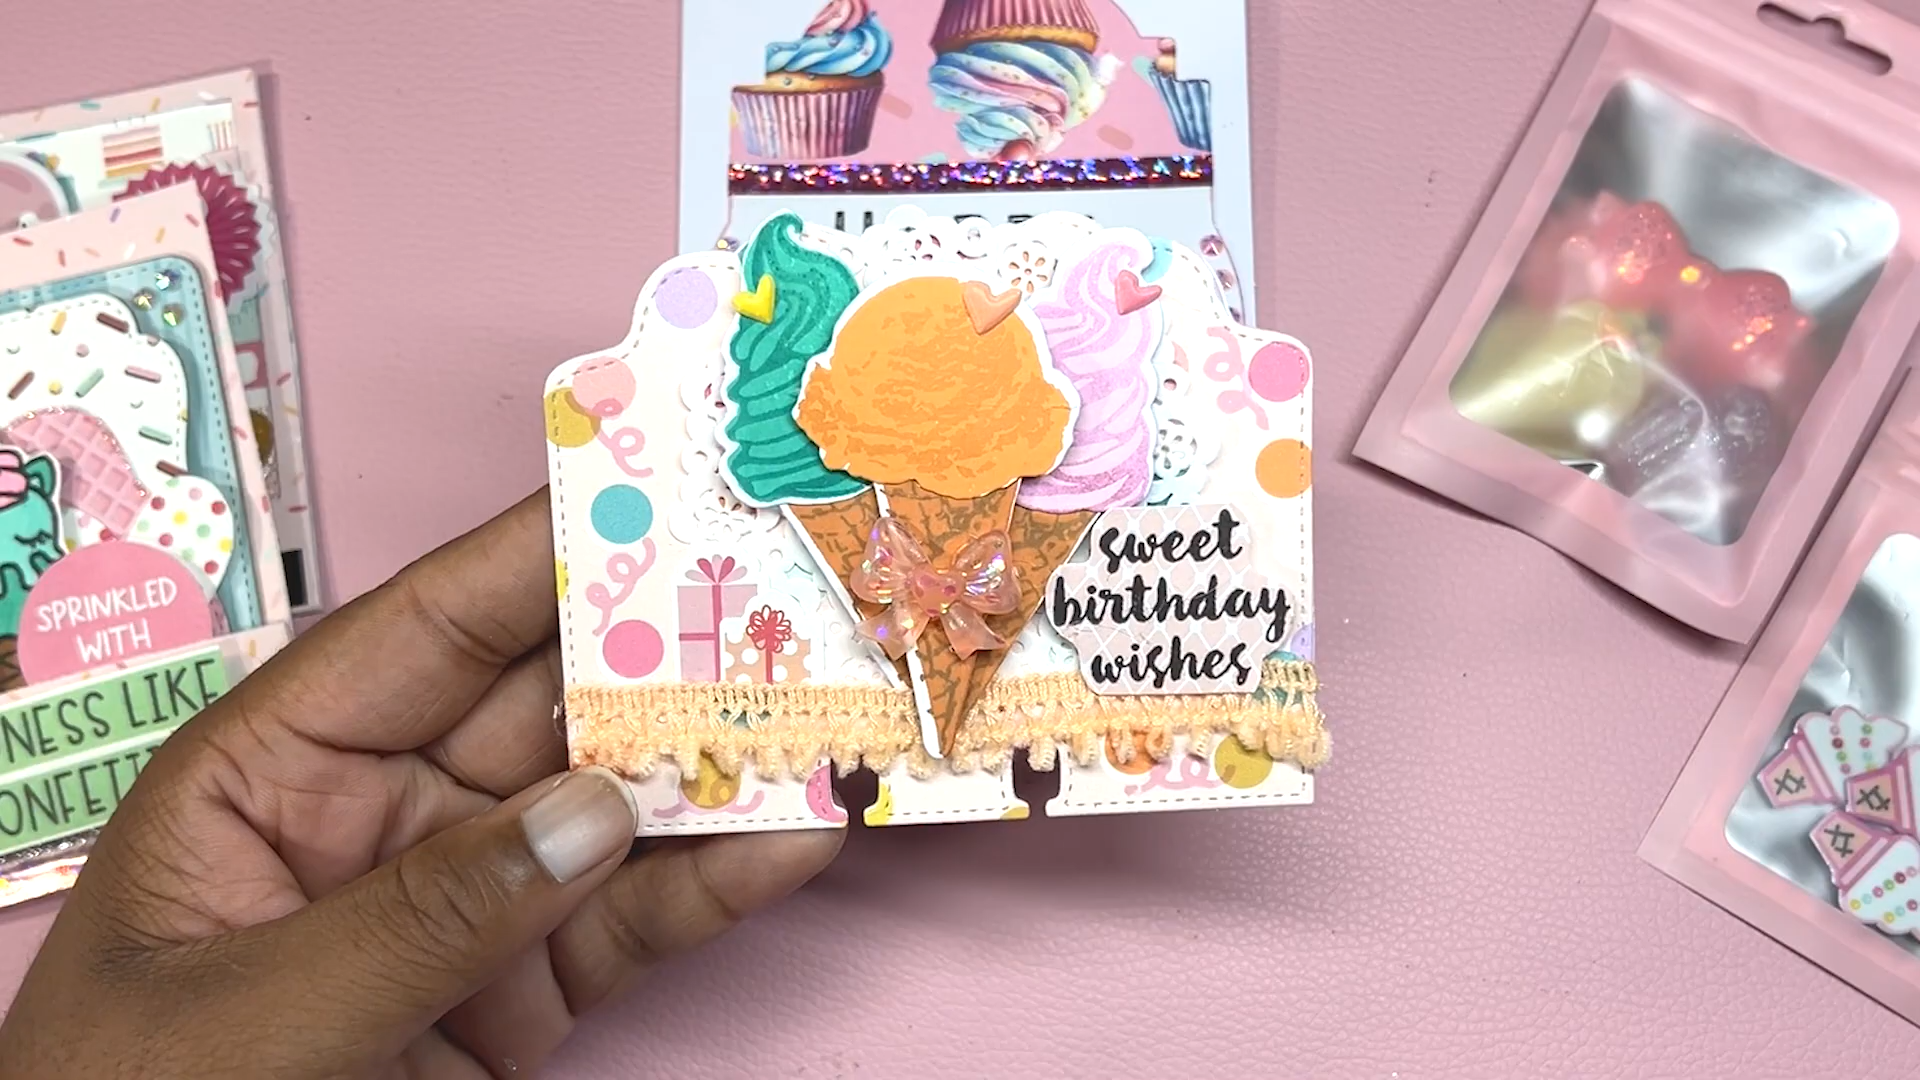 sweet
birthday
wishes
SPRINKLED
WITH
NESS LIKE
ONFETTI